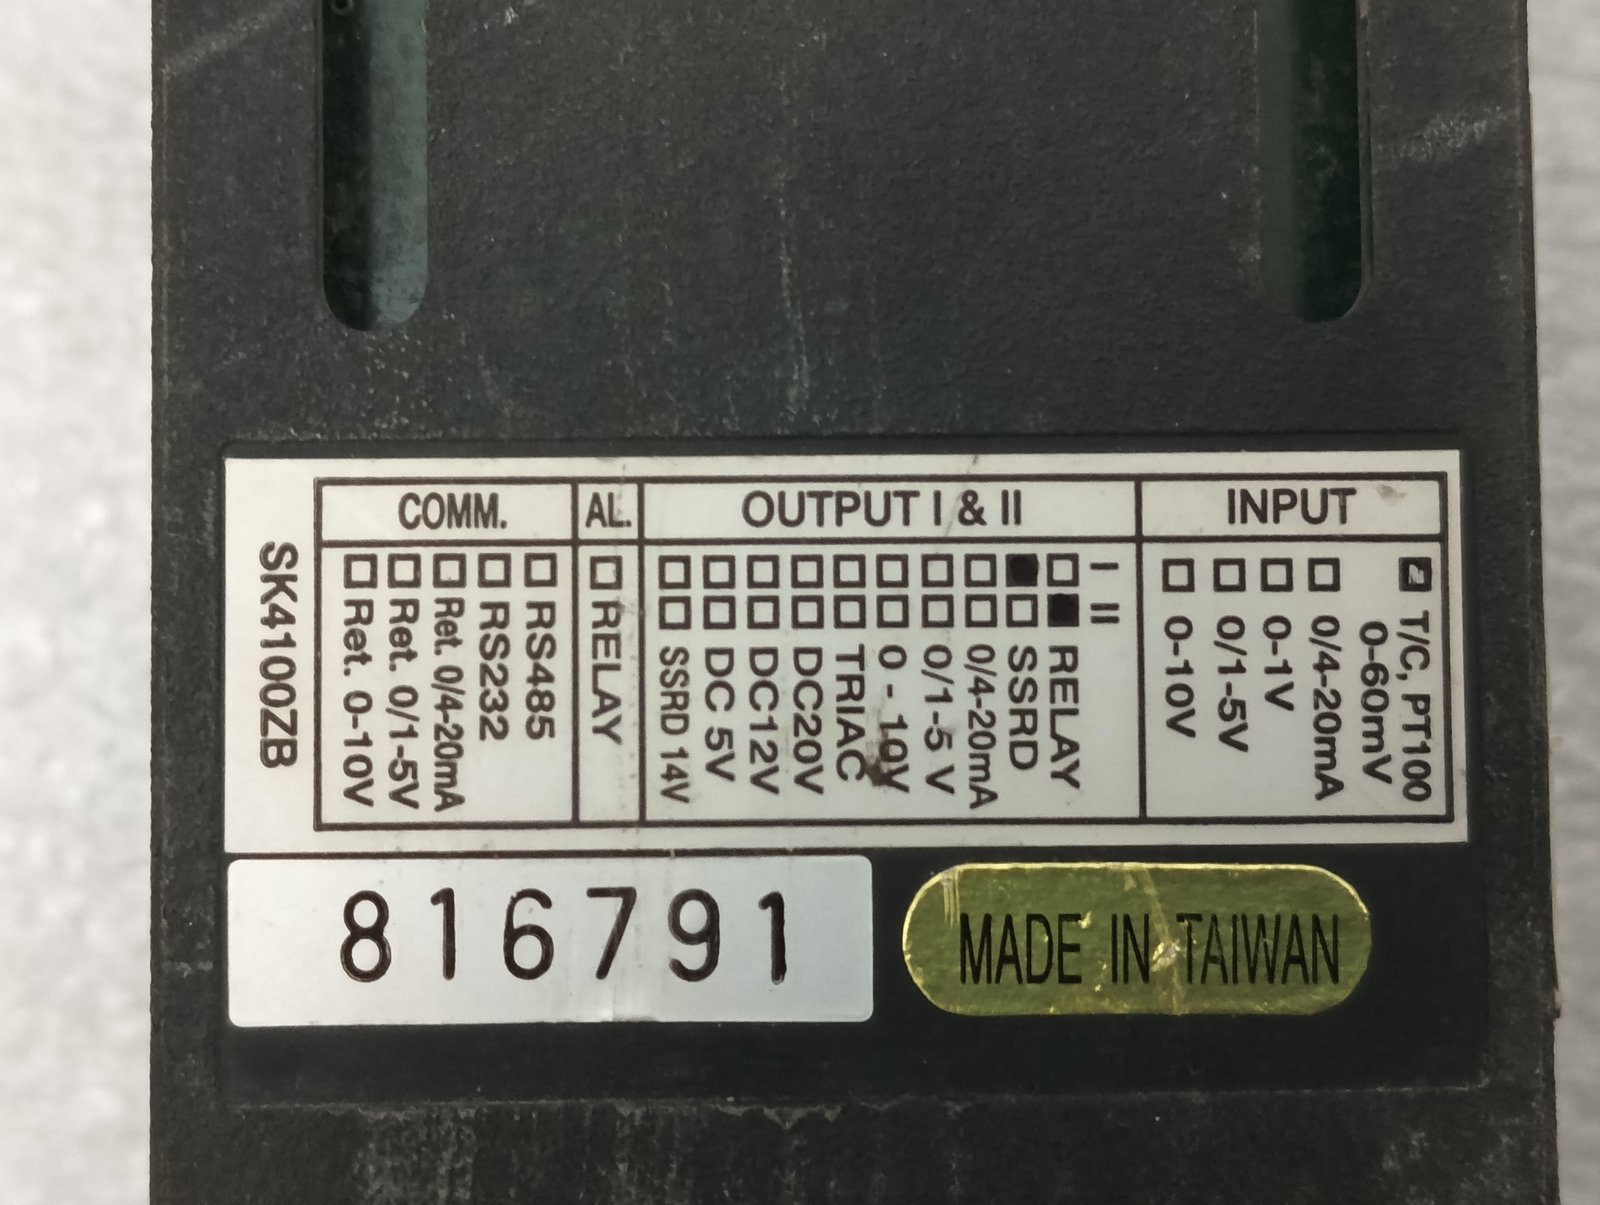 INPUT
☑ T/C, PT100
0-60mV
☐ 0/4-20mA
☐ 0-1V
☐ 0/1-5V
☐ 0-10V
OUTPUT I & II
I II
☐ ■ RELAY
■ ☐ SSRD
☐ ☐ 0/4-20mA
☐ ☐ 0/1-5 V
☐ ☐ 0 - 10V
☐ ☐ TRIAC
☐ ☐ DC20V
☐ ☐ DC12V
☐ ☐ DC 5V
☐ ☐ SSRD 14V
AL.
☐ RELAY
COMM.
☐ RS485
☐ RS232
☐ Ret. 0/4-20mA
☐ Ret. 0/1-5V
☐ Ret. 0-10V
SK4100ZB
816791
MADE IN TAIWAN